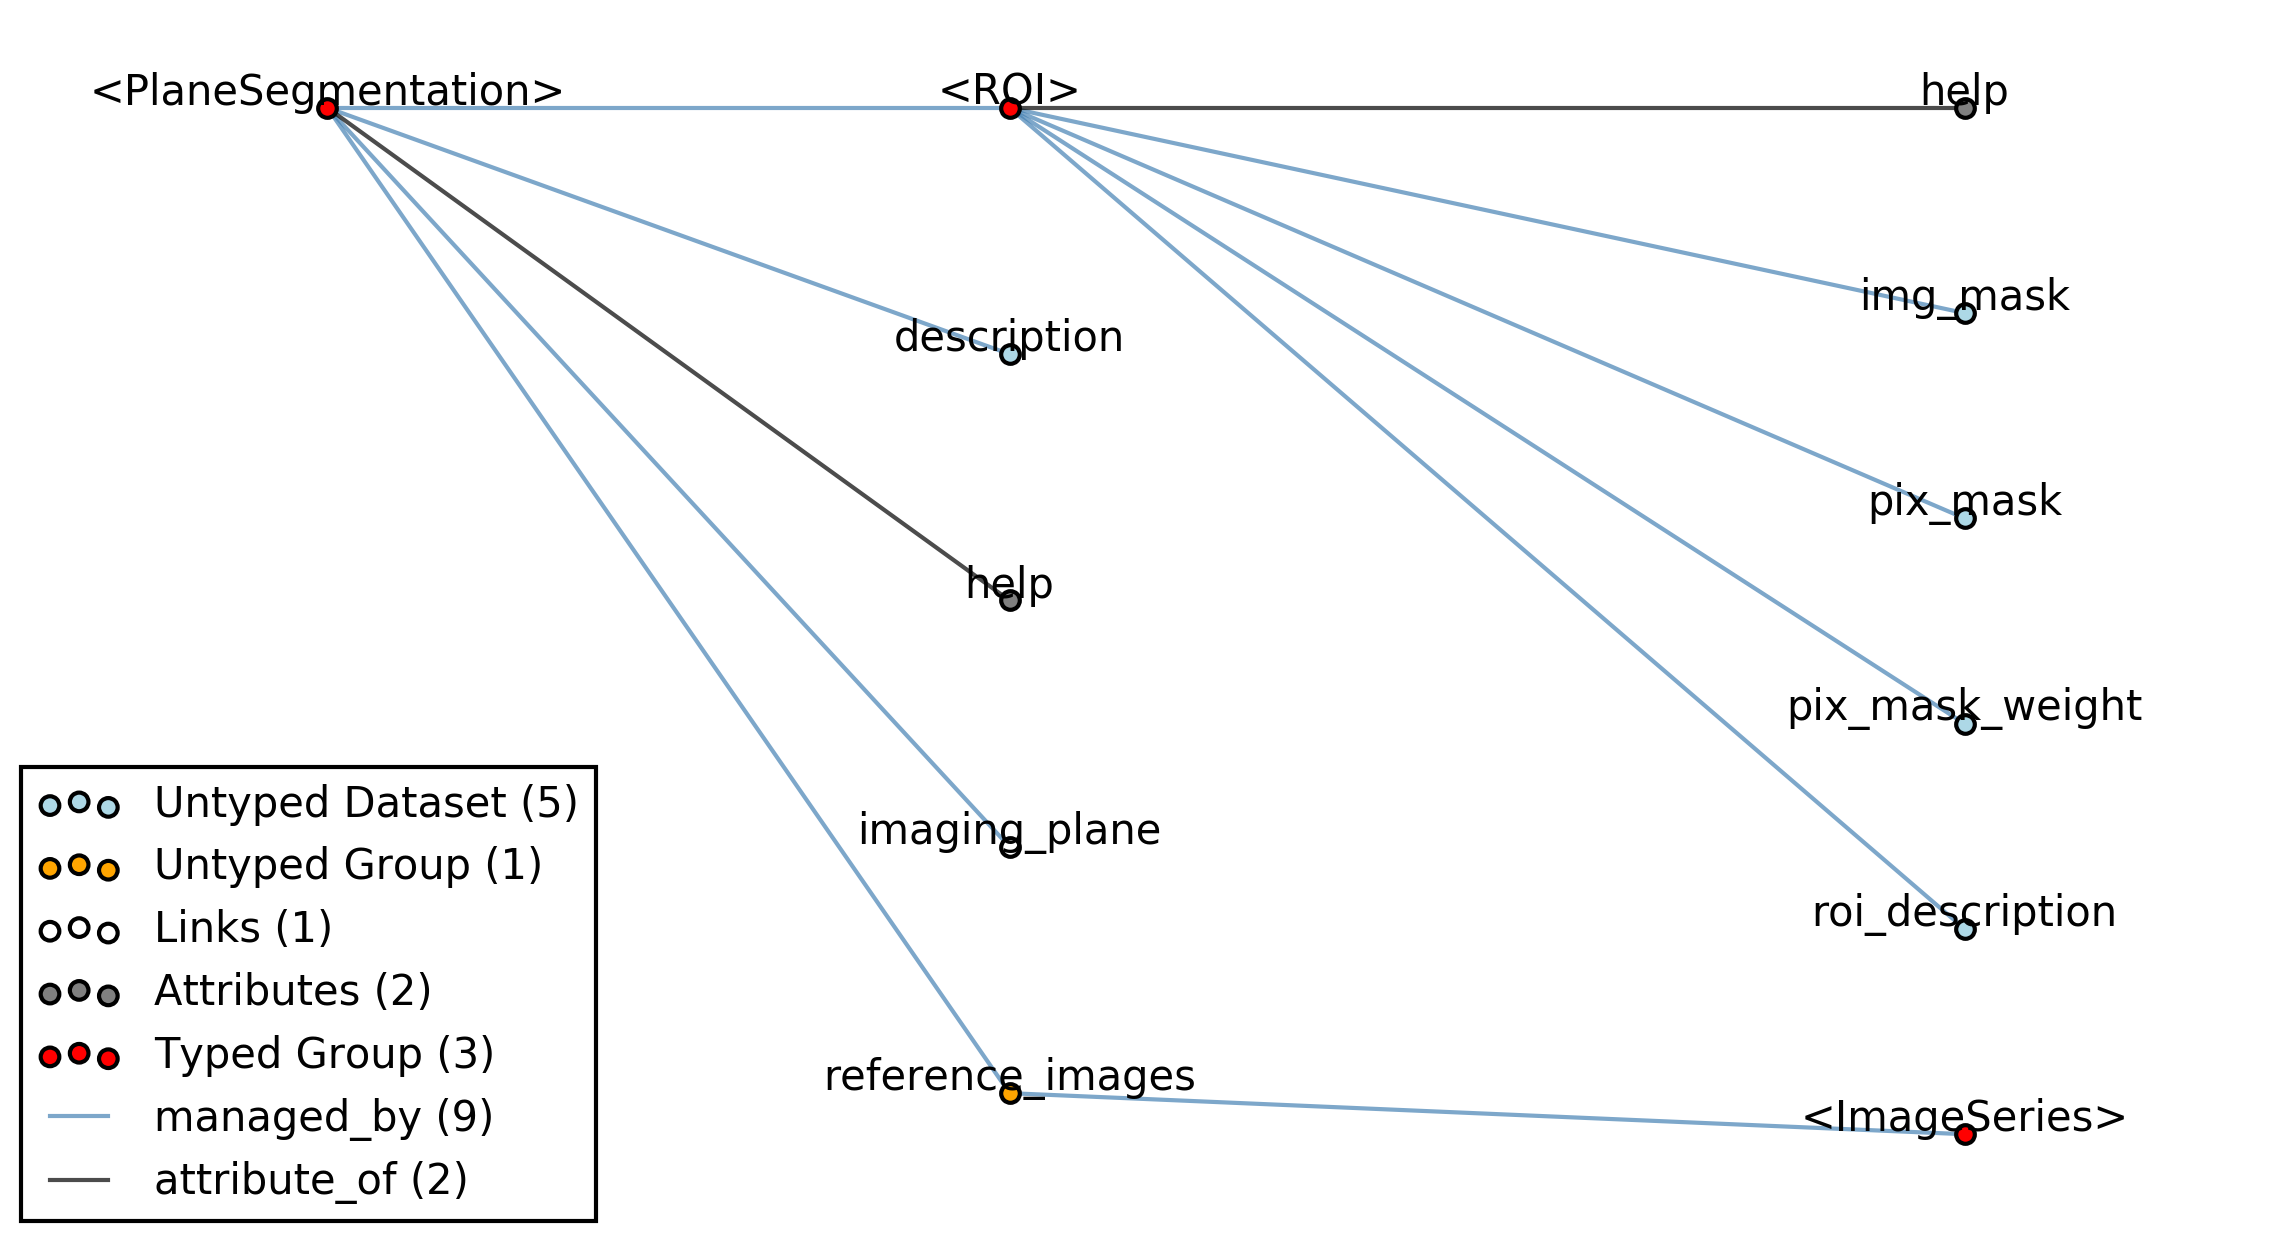 <PlaneSegmentation>
<ROI>
help
img_mask
description
pix_mask
help
pix_mask_weight
imaging_plane
roi_description
reference_images
<ImageSeries>
Untyped Dataset (5)
Untyped Group (1)
Links (1)
Attributes (2)
Typed Group (3)
managed_by (9)
attribute_of (2)